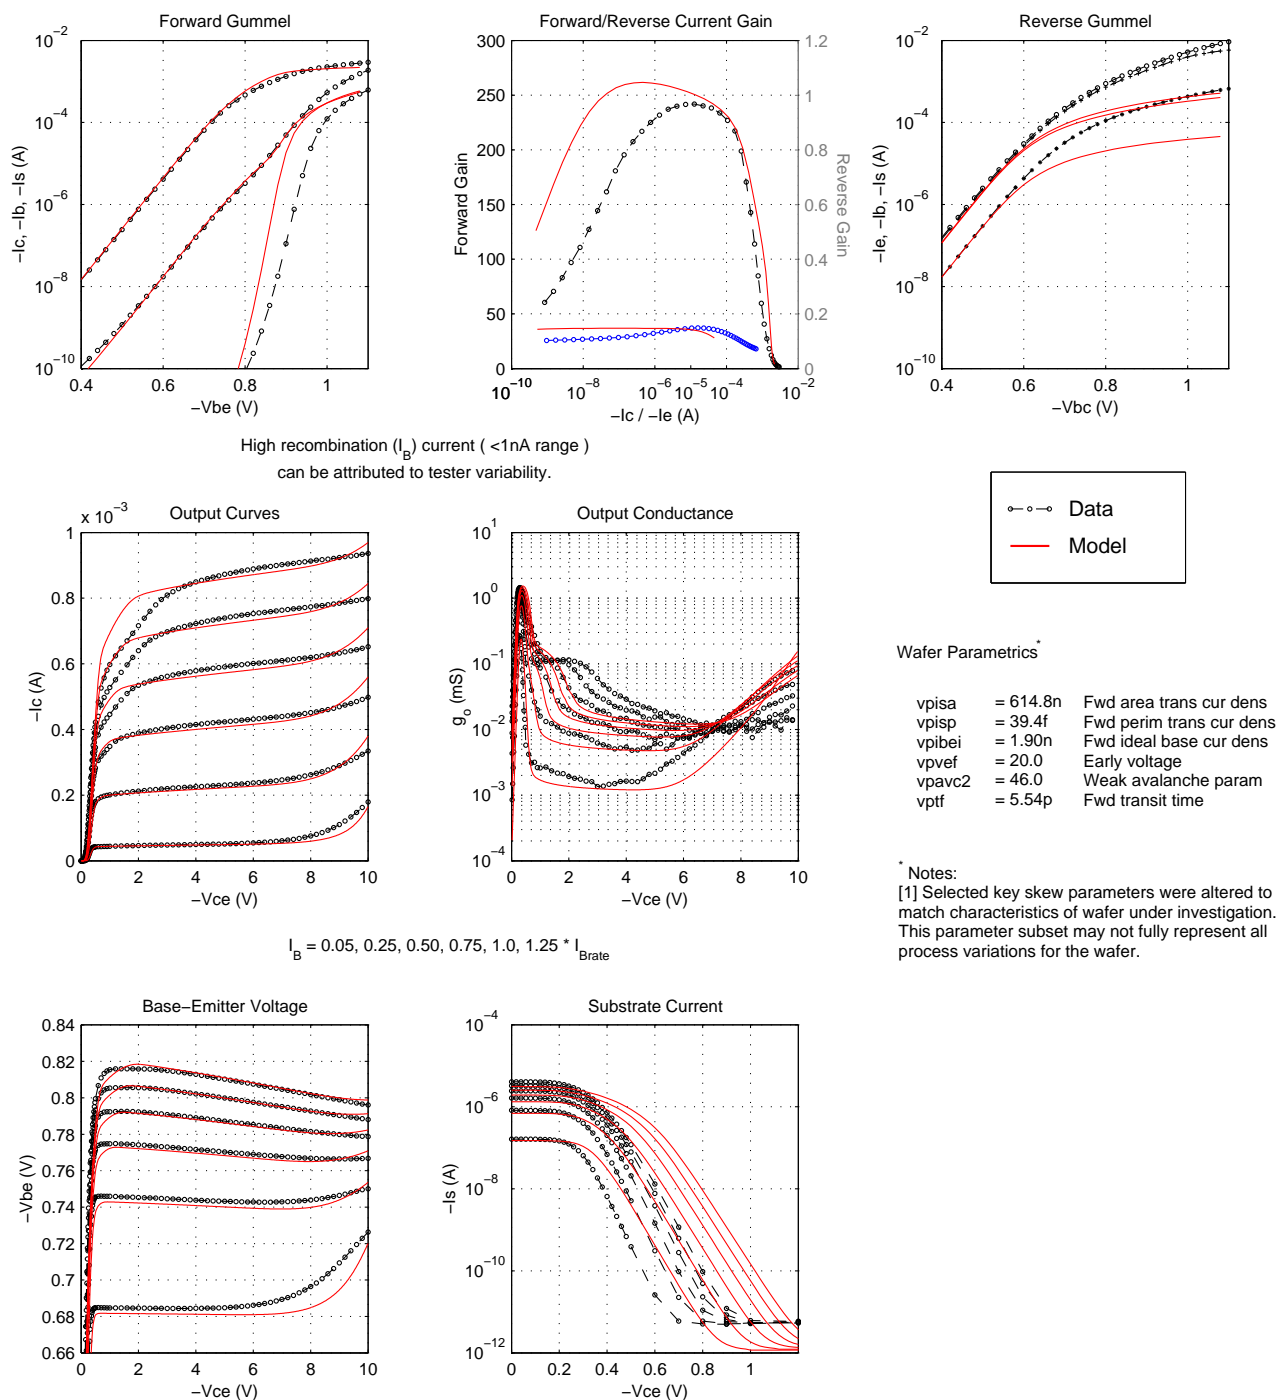 Forward Gummel
10^−2
10^−4
10^−6
10^−8
10^−10
−Ic, −Ib, −Is (A)
0.4 0.6 0.8 1
−Vbe (V)
Forward/Reverse Current Gain
300
250
200
150
100
50
0
Forward Gain
1.2
1
0.8
0.6
0.4
0.2
0
Reverse Gain
10^−10 10^−8 10^−6 10^−5 10^−4 10^−2
−Ic / −Ie (A)
Reverse Gummel
10^−2
10^−4
10^−6
10^−8
10^−10
−Ie, −Ib, −Is (A)
0.4 0.6 0.8 1
−Vbc (V)
High recombination (I_B) current ( <1nA range )
can be attributed to tester variability.
Output Curves
x 10^−3
1
0.8
0.6
0.4
0.2
0
−Ic (A)
0 2 4 6 8 10
−Vce (V)
Output Conductance
10^1
10^0
10^−1
10^−2
10^−3
10^−4
g_o (mS)
0 2 4 6 8 10
−Vce (V)
Data
Model
Wafer Parametrics*
vpisa = 614.8n Fwd area trans cur dens
vpisp = 39.4f Fwd perim trans cur dens
vpibei = 1.90n Fwd ideal base cur dens
vpvef = 20.0 Early voltage
vpavc2 = 46.0 Weak avalanche param
vptf = 5.54p Fwd transit time
* Notes:
[1] Selected key skew parameters were altered to
match characteristics of wafer under investigation.
This parameter subset may not fully represent all
process variations for the wafer.
I_B = 0.05, 0.25, 0.50, 0.75, 1.0, 1.25 * I_Brate
Base−Emitter Voltage
0.84
0.82
0.8
0.78
0.76
0.74
0.72
0.7
0.68
0.66
−Vbe (V)
0 2 4 6 8 10
−Vce (V)
Substrate Current
10^−4
10^−6
10^−8
10^−10
10^−12
−Is (A)
0 0.2 0.4 0.6 0.8 1
−Vce (V)